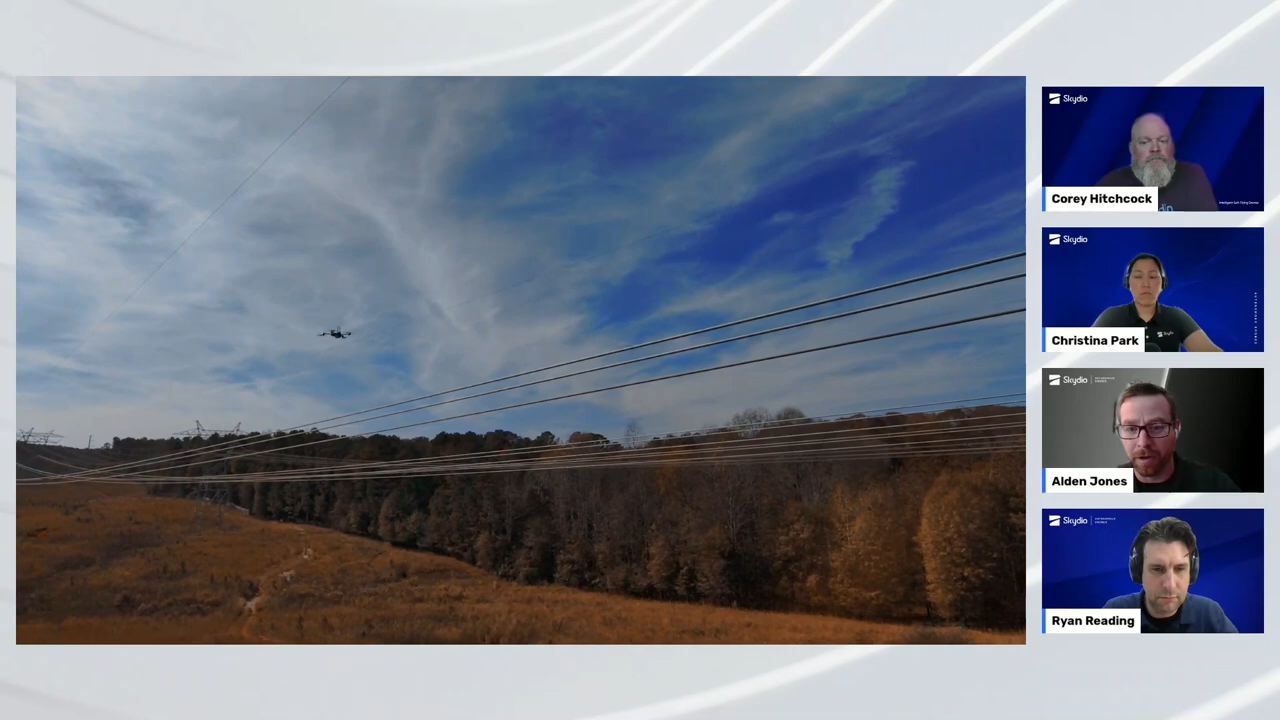 Skydio
Corey Hitchcock
Skydio
Christina Park
Skydio
Alden Jones
Skydio
Ryan Reading